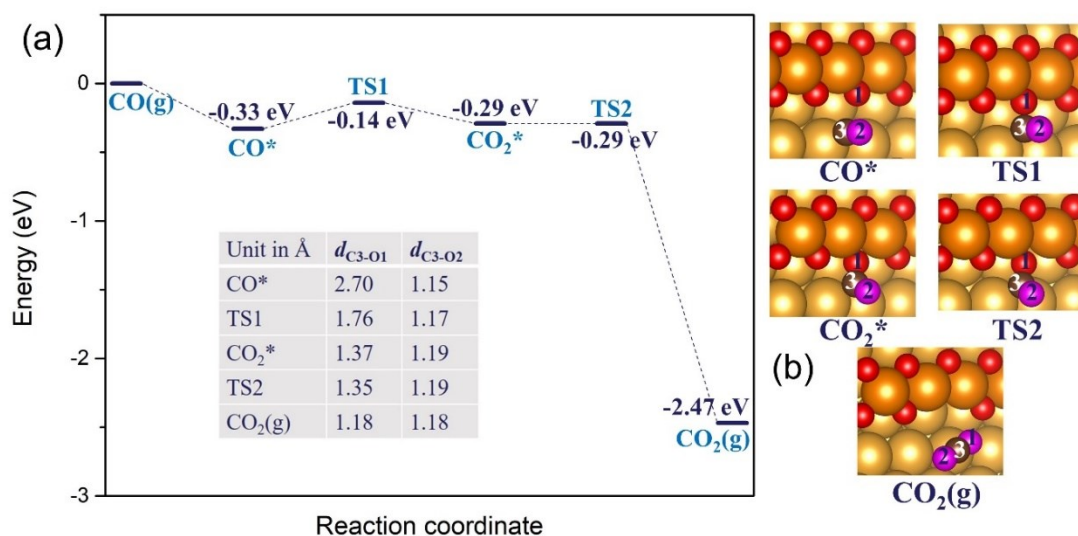 (a)
0
-1
-2
-3
Energy (eV)
Reaction coordinate
CO(g)
-0.33 eV
CO*
TS1
-0.14 eV
-0.29 eV
CO₂*
TS2
-0.29 eV
-2.47 eV
CO₂(g)
Unit in Å d_C3-O1 d_C3-O2
CO* 2.70 1.15
TS1 1.76 1.17
CO₂* 1.37 1.19
TS2 1.35 1.19
CO₂(g) 1.18 1.18
1
3 2
CO*
1
3 2
TS1
1
3
2
CO₂*
1
3
2
TS2
(b)
1
3
2
CO₂(g)